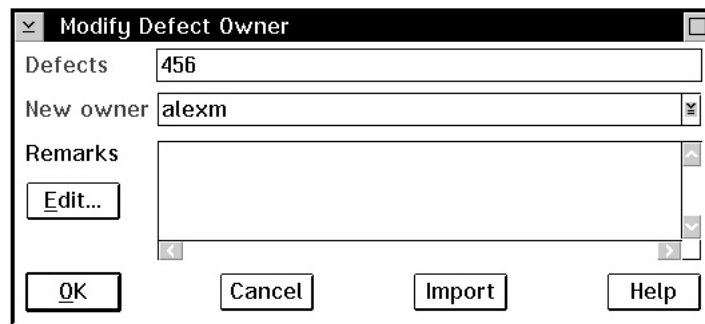 Modify Defect Owner
Defects 456
New owner alexm
Remarks
Edit...
OK Cancel Import Help